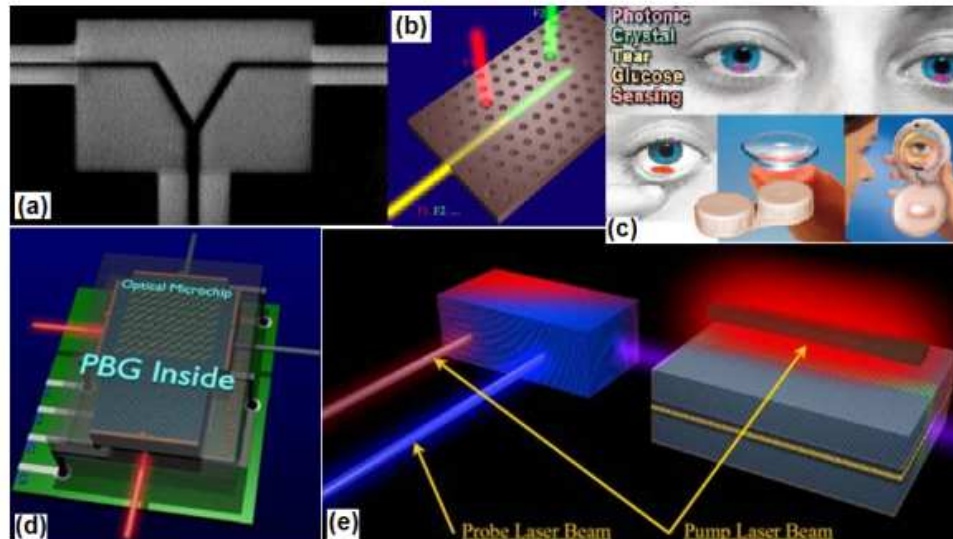 (a)
(b)
(c)
Photonic
Crystal
Tear
Glucose
Sensing
(d)
Optical Microchip
PBG Inside
(e)
Probe Laser Beam
Pump Laser Beam